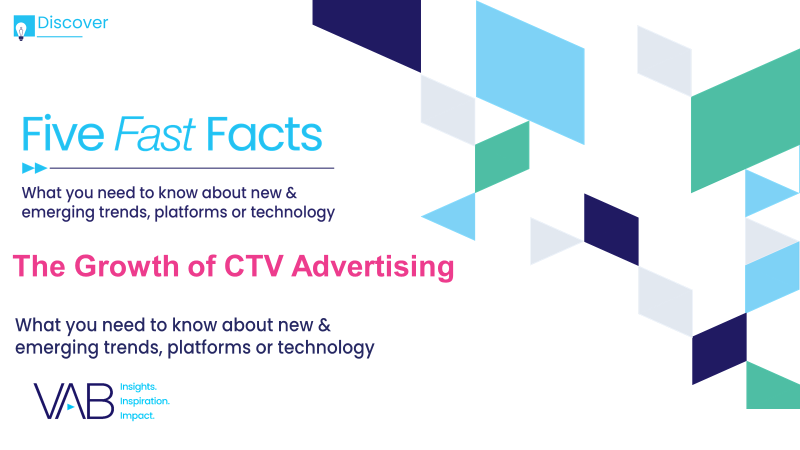 Discover
Five Fast Facts
What you need to know about new &
emerging trends, platforms or technology
The Growth of CTV Advertising
What you need to know about new &
emerging trends, platforms or technology
VAB
Insights.
Inspiration.
Impact.